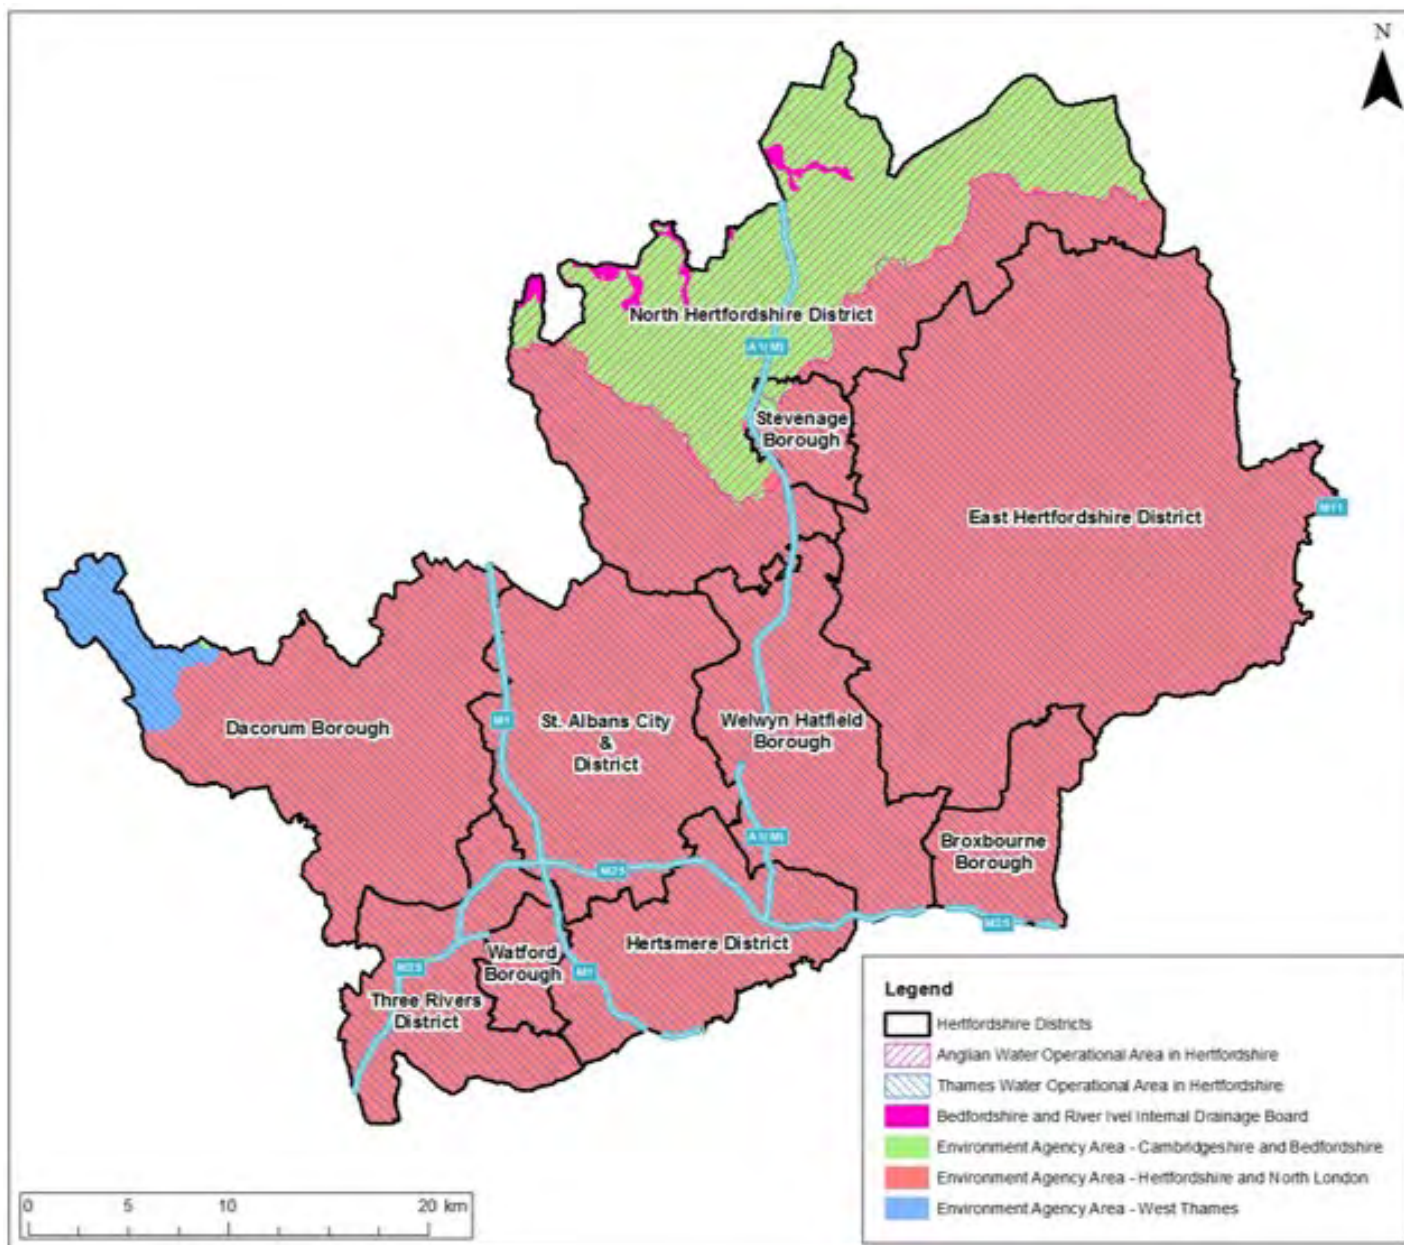 N
North Hertfordshire District
A1(M)
Stevenage
Borough
East Hertfordshire District
M11
Dacorum Borough
M1
St. Albans City
&
District
Welwyn Hatfield
Borough
A1(M)
Broxbourne
Borough
M25
M25
Hertsmere District
Watford
Borough
M25
M1
Three Rivers
District
Legend
Hertfordshire Districts
Anglian Water Operational Area in Hertfordshire
Thames Water Operational Area in Hertfordshire
Bedfordshire and River Ivel Internal Drainage Board
Environment Agency Area - Cambridgeshire and Bedfordshire
Environment Agency Area - Hertfordshire and North London
Environment Agency Area - West Thames
0 5 10 20 km